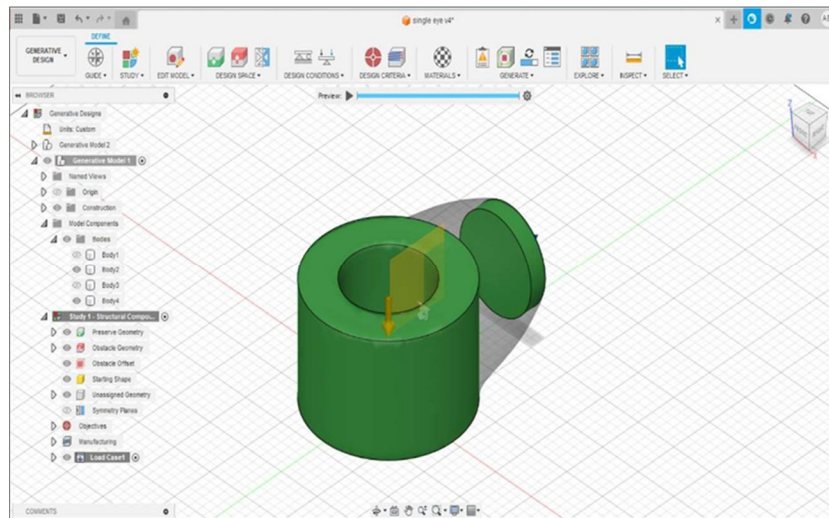 single eye v4*
DEFINE
GENERATIVE DESIGN
GUIDE
STUDY
EDIT MODEL
DESIGN SPACE
DESIGN CONDITIONS
DESIGN CRITERIA
MATERIALS
GENERATE
EXPLORE
INSPECT
SELECT
BROWSER
Preview:
Generative Designs
Units: Custom
Generative Model 2
Generative Model 1
Named Views
Origin
Construction
Model Components
Bodies
Body1
Body2
Body3
Body4
Study 1 - Structural Compo...
Preserve Geometry
Obstacle Geometry
Obstacle Offset
Starting Shape
Unassigned Geometry
Symmetry Planes
Objectives
Manufacturing
Load Case1
Z
X
COMMENTS